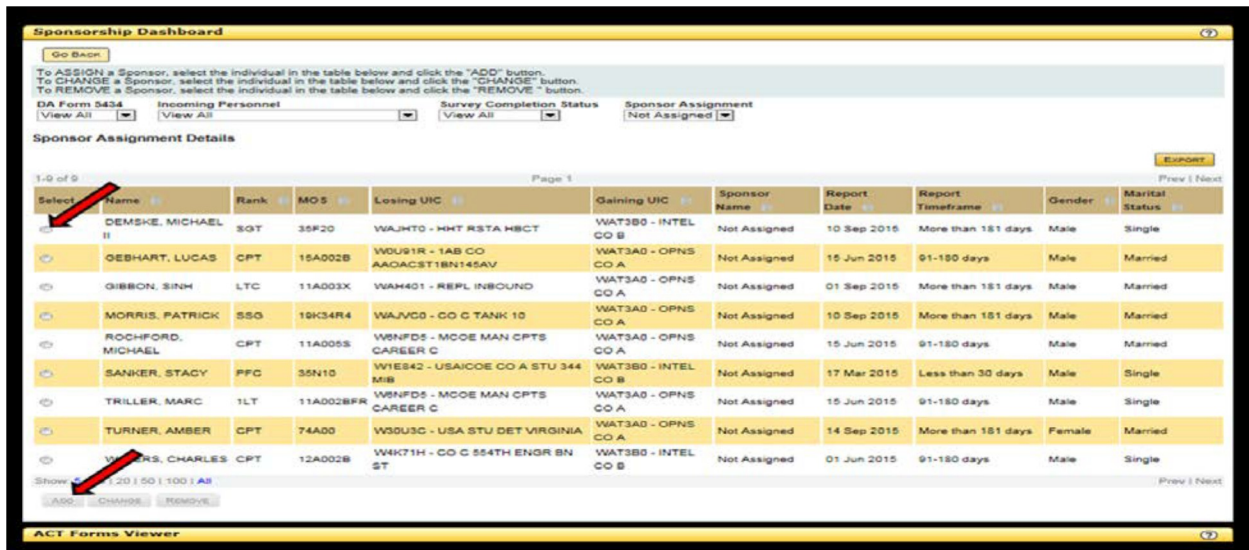 Sponsorship Dashboard
GO BACK
To ASSIGN a Sponsor, select the individual in the table below and click the "ADD" button.
To CHANGE a Sponsor, select the individual in the table below and click the "CHANGE" button.
To REMOVE a Sponsor, select the individual in the table below and click the "REMOVE " button.
DA Form 5434 Incoming Personnel Survey Completion Status Sponsor Assignment
View All View All View All Not Assigned
Sponsor Assignment Details
EXPORT
1-9 of 9 Page 1 Prev | Next
Select Name Rank MOS Losing UIC Gaining UIC Sponsor Name Report Date Report Timeframe Gender Marital Status
DEMSKE, MICHAEL II SGT 35F20 WAJHT0 - HHT RSTA HBCT WAT3B0 - INTEL CO B Not Assigned 10 Sep 2015 More than 181 days Male Single
GEBHART, LUCAS CPT 15A002B W0U91R - 1AB CO AAOACST1BN145AV WAT3A0 - OPNS CO A Not Assigned 15 Jun 2015 91-180 days Male Married
GIBBON, SINH LTC 11A003X WAH401 - REPL INBOUND WAT3A0 - OPNS CO A Not Assigned 01 Sep 2015 More than 181 days Male Married
MORRIS, PATRICK SSG 19K34R4 WAJVC0 - CO C TANK 10 WAT3A0 - OPNS CO A Not Assigned 10 Sep 2015 More than 181 days Male Married
ROCHFORD, MICHAEL CPT 11A005S W6NFD5 - MCOE MAN CPTS CAREER C WAT3A0 - OPNS CO A Not Assigned 15 Jun 2015 91-180 days Male Married
SANKER, STACY PFC 35N10 W1E842 - USAICOE CO A STU 344 MIB WAT3B0 - INTEL CO B Not Assigned 17 Mar 2015 Less than 30 days Male Single
TRILLER, MARC 1LT 11A002BFR W6NFD5 - MCOE MAN CPTS CAREER C WAT3A0 - OPNS CO A Not Assigned 15 Jun 2015 91-180 days Male Single
TURNER, AMBER CPT 74A00 W30U3C - USA STU DET VIRGINIA WAT3A0 - OPNS CO A Not Assigned 14 Sep 2015 More than 181 days Female Married
CHARLES CPT 12A002B W4K71H - CO C 554TH ENGR BN ST WAT3B0 - INTEL CO B Not Assigned 01 Jun 2015 91-180 days Male Single
Show 20 | 50 | 100 | All Prev | Next
ADD CHANGE REMOVE
ACT Forms Viewer